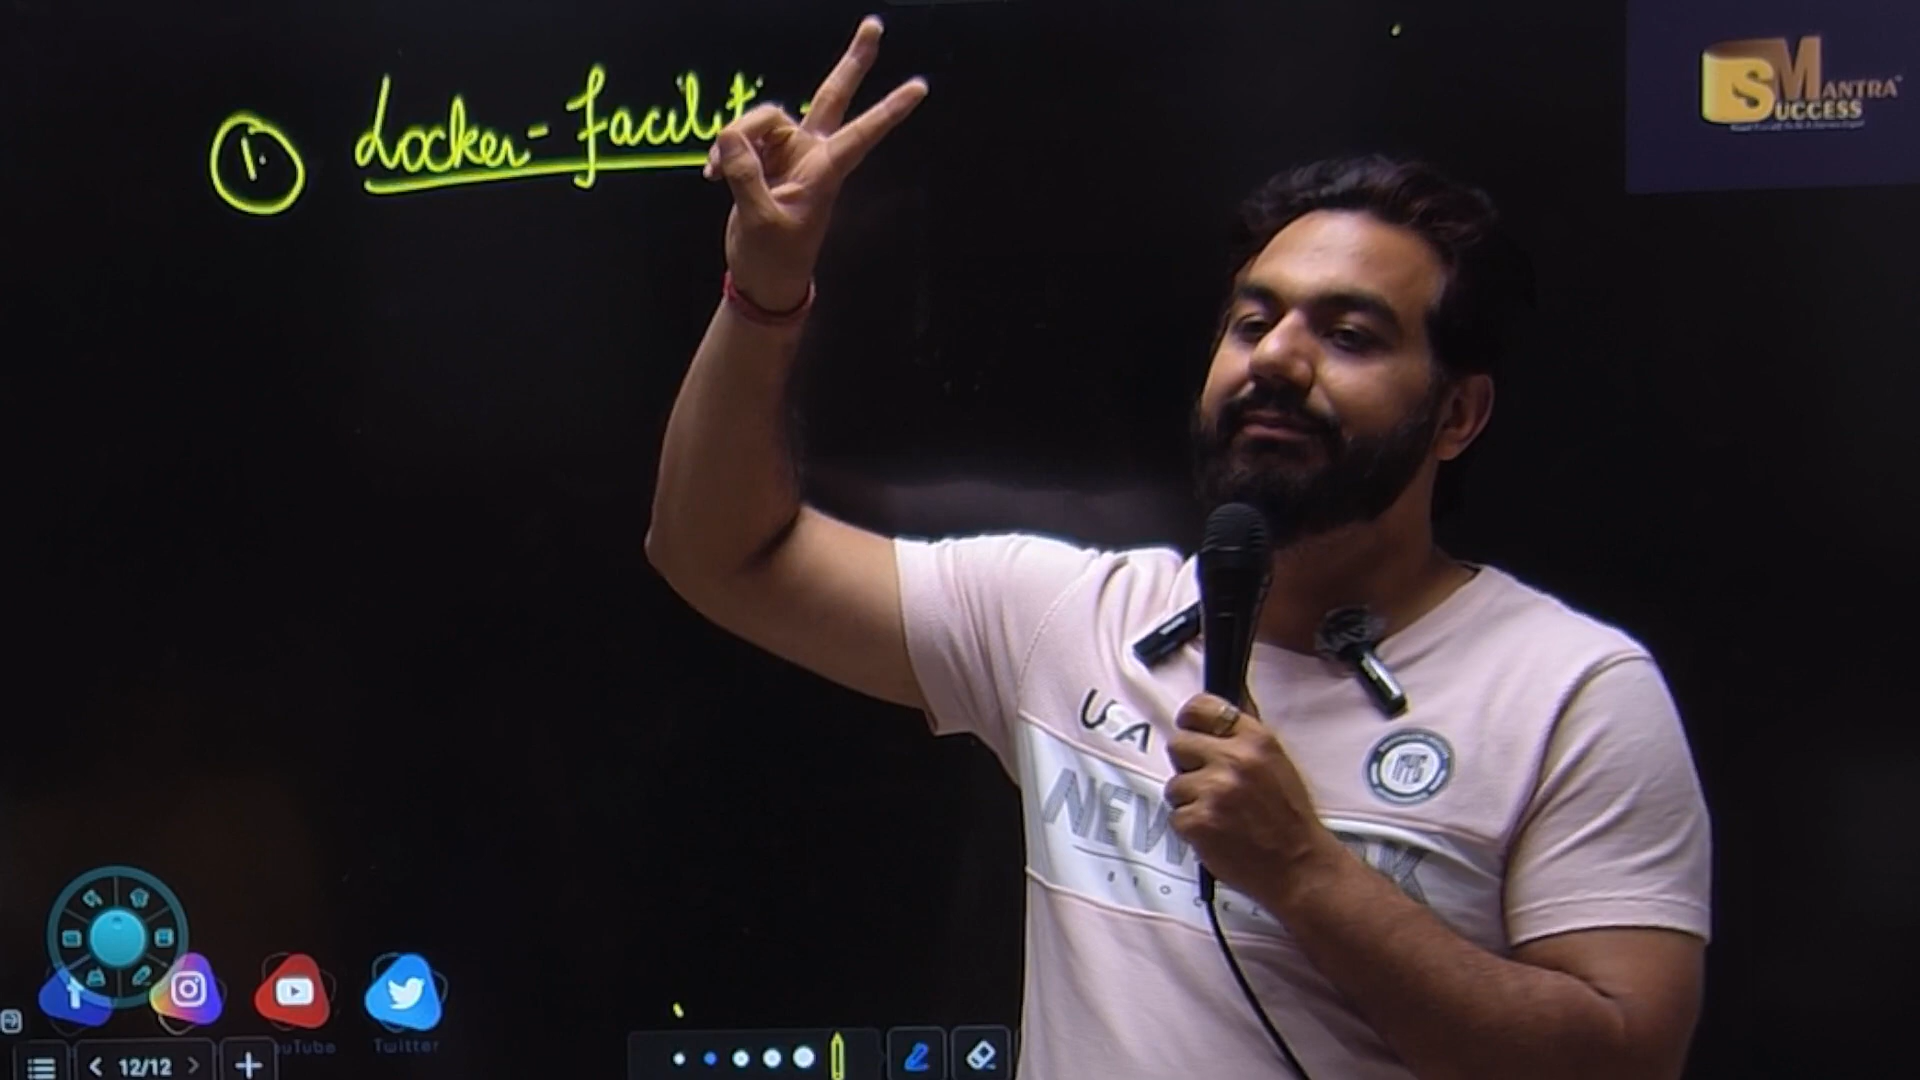 1. Locker-facilit
SUCCESS MANTRA
USA
NEW
12/12
Twitter